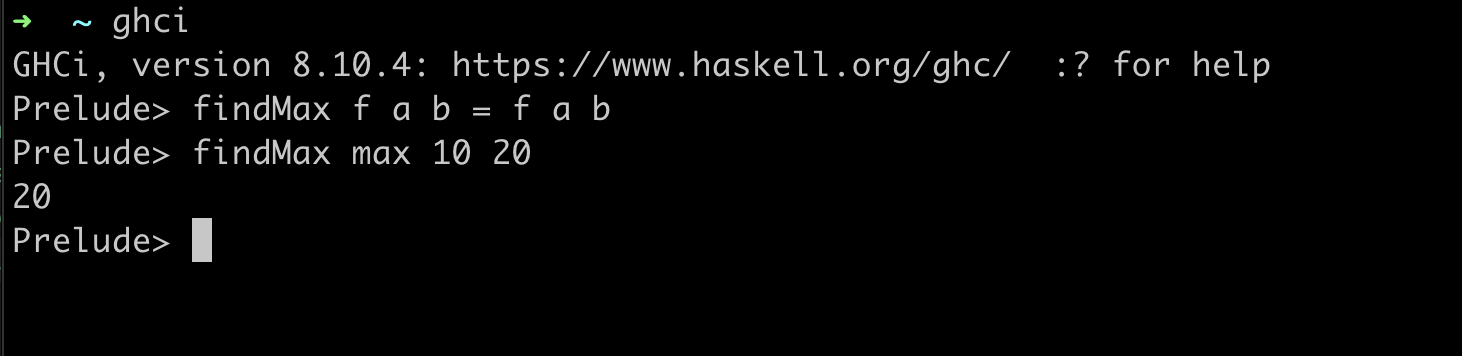 ➜  ~ ghci
GHCi, version 8.10.4: https://www.haskell.org/ghc/  :? for help
Prelude> findMax f a b = f a b
Prelude> findMax max 10 20
20
Prelude>